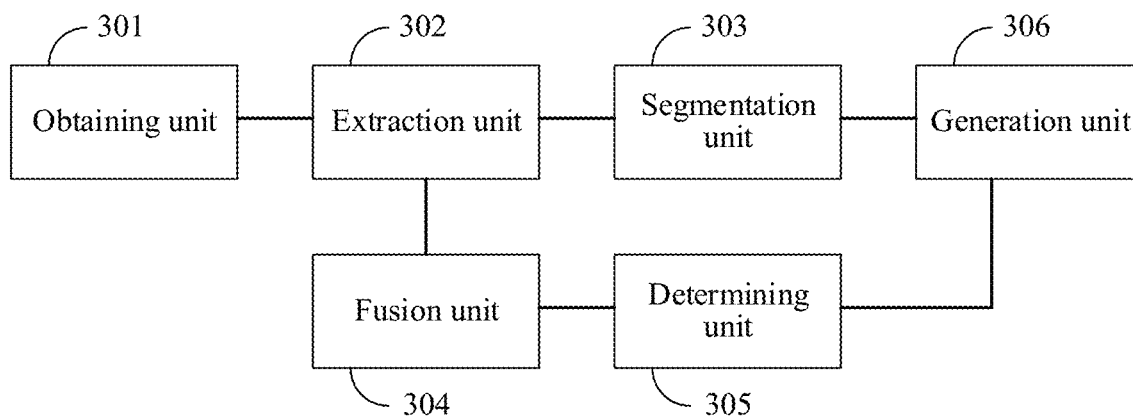 301
302
303
306
Obtaining unit
Extraction unit
Segmentation
unit
Generation unit
Fusion unit
Determining
unit
304
305